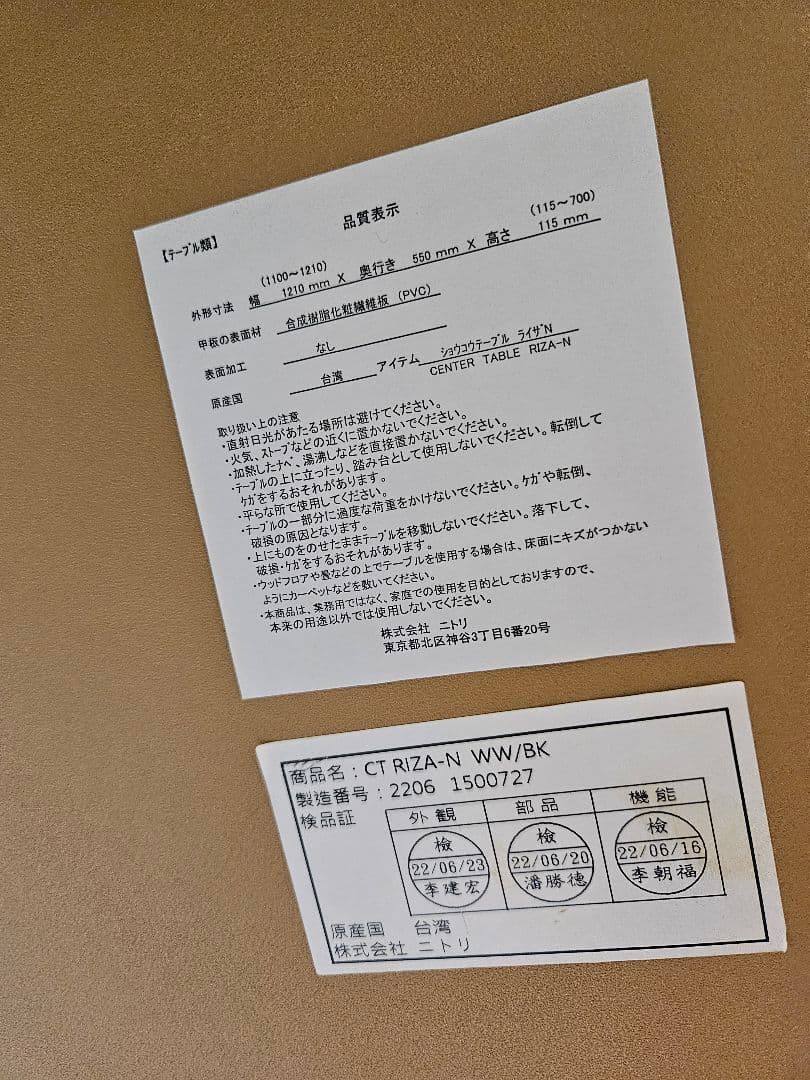 品質表示
【ﾃｰﾌﾞﾙ類】
(1100～1210) (115～700)
外形寸法 幅 1210 mm X 奥行き 550 mm X 高さ 115 mm
甲板の表面材 合成樹脂化粧繊維板 (PVC)
表面加工 なし
原産国 台湾 アイテム ショウコウテーブル ライザN
CENTER TABLE RIZA-N
取り扱い上の注意
・直射日光があたる場所は避けてください。
・火気、ｽﾄｰﾌﾞなどの近くに置かないでください。
・加熱したﾅﾍﾞ、湯沸しなどを直接置かないでください。
・ﾃｰﾌﾞﾙの上に立ったり、踏み台として使用しないでください。転倒して
ｹｶﾞをするおそれがあります。
・平らな所で使用してください。
・ﾃｰﾌﾞﾙの一部分に過度な荷重をかけないでください。ｹｶﾞや転倒、
破損の原因となります。
・上にものをのせたままﾃｰﾌﾞﾙを移動しないでください。落下して、
破損・ｹｶﾞをするおそれがあります。
・ウッドフロアや畳などの上でテーブルを使用する場合は、床面にキズがつかない
ようにカーペットなどを敷いてください。
・本商品は、業務用ではなく、家庭での使用を目的としておりますので、
本来の用途以外では使用しないでください。
株式会社 ニトリ
東京都北区神谷3丁目6番20号
商品名：CT RIZA-N WW/BK
製造番号：2206 1500727
検品証 外観 部品 機能
檢 檢 檢
22/06/23 22/06/20 22/06/16
李建宏 潘勝德 李朝福
原産国 台湾
株式会社 ニトリ